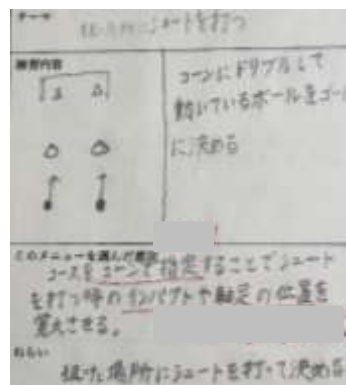 テーマ
狙った所にシュートを打つ
練習内容
コーンにドリブルして
動いているボールをゴール
に決める
このメニューを選んだ意図
コースをコーンで指定することでシュート
を打つ時のインパクトや軸足の位置を
覚えさせる。
ねらい
狙った場所にシュートを打って決める